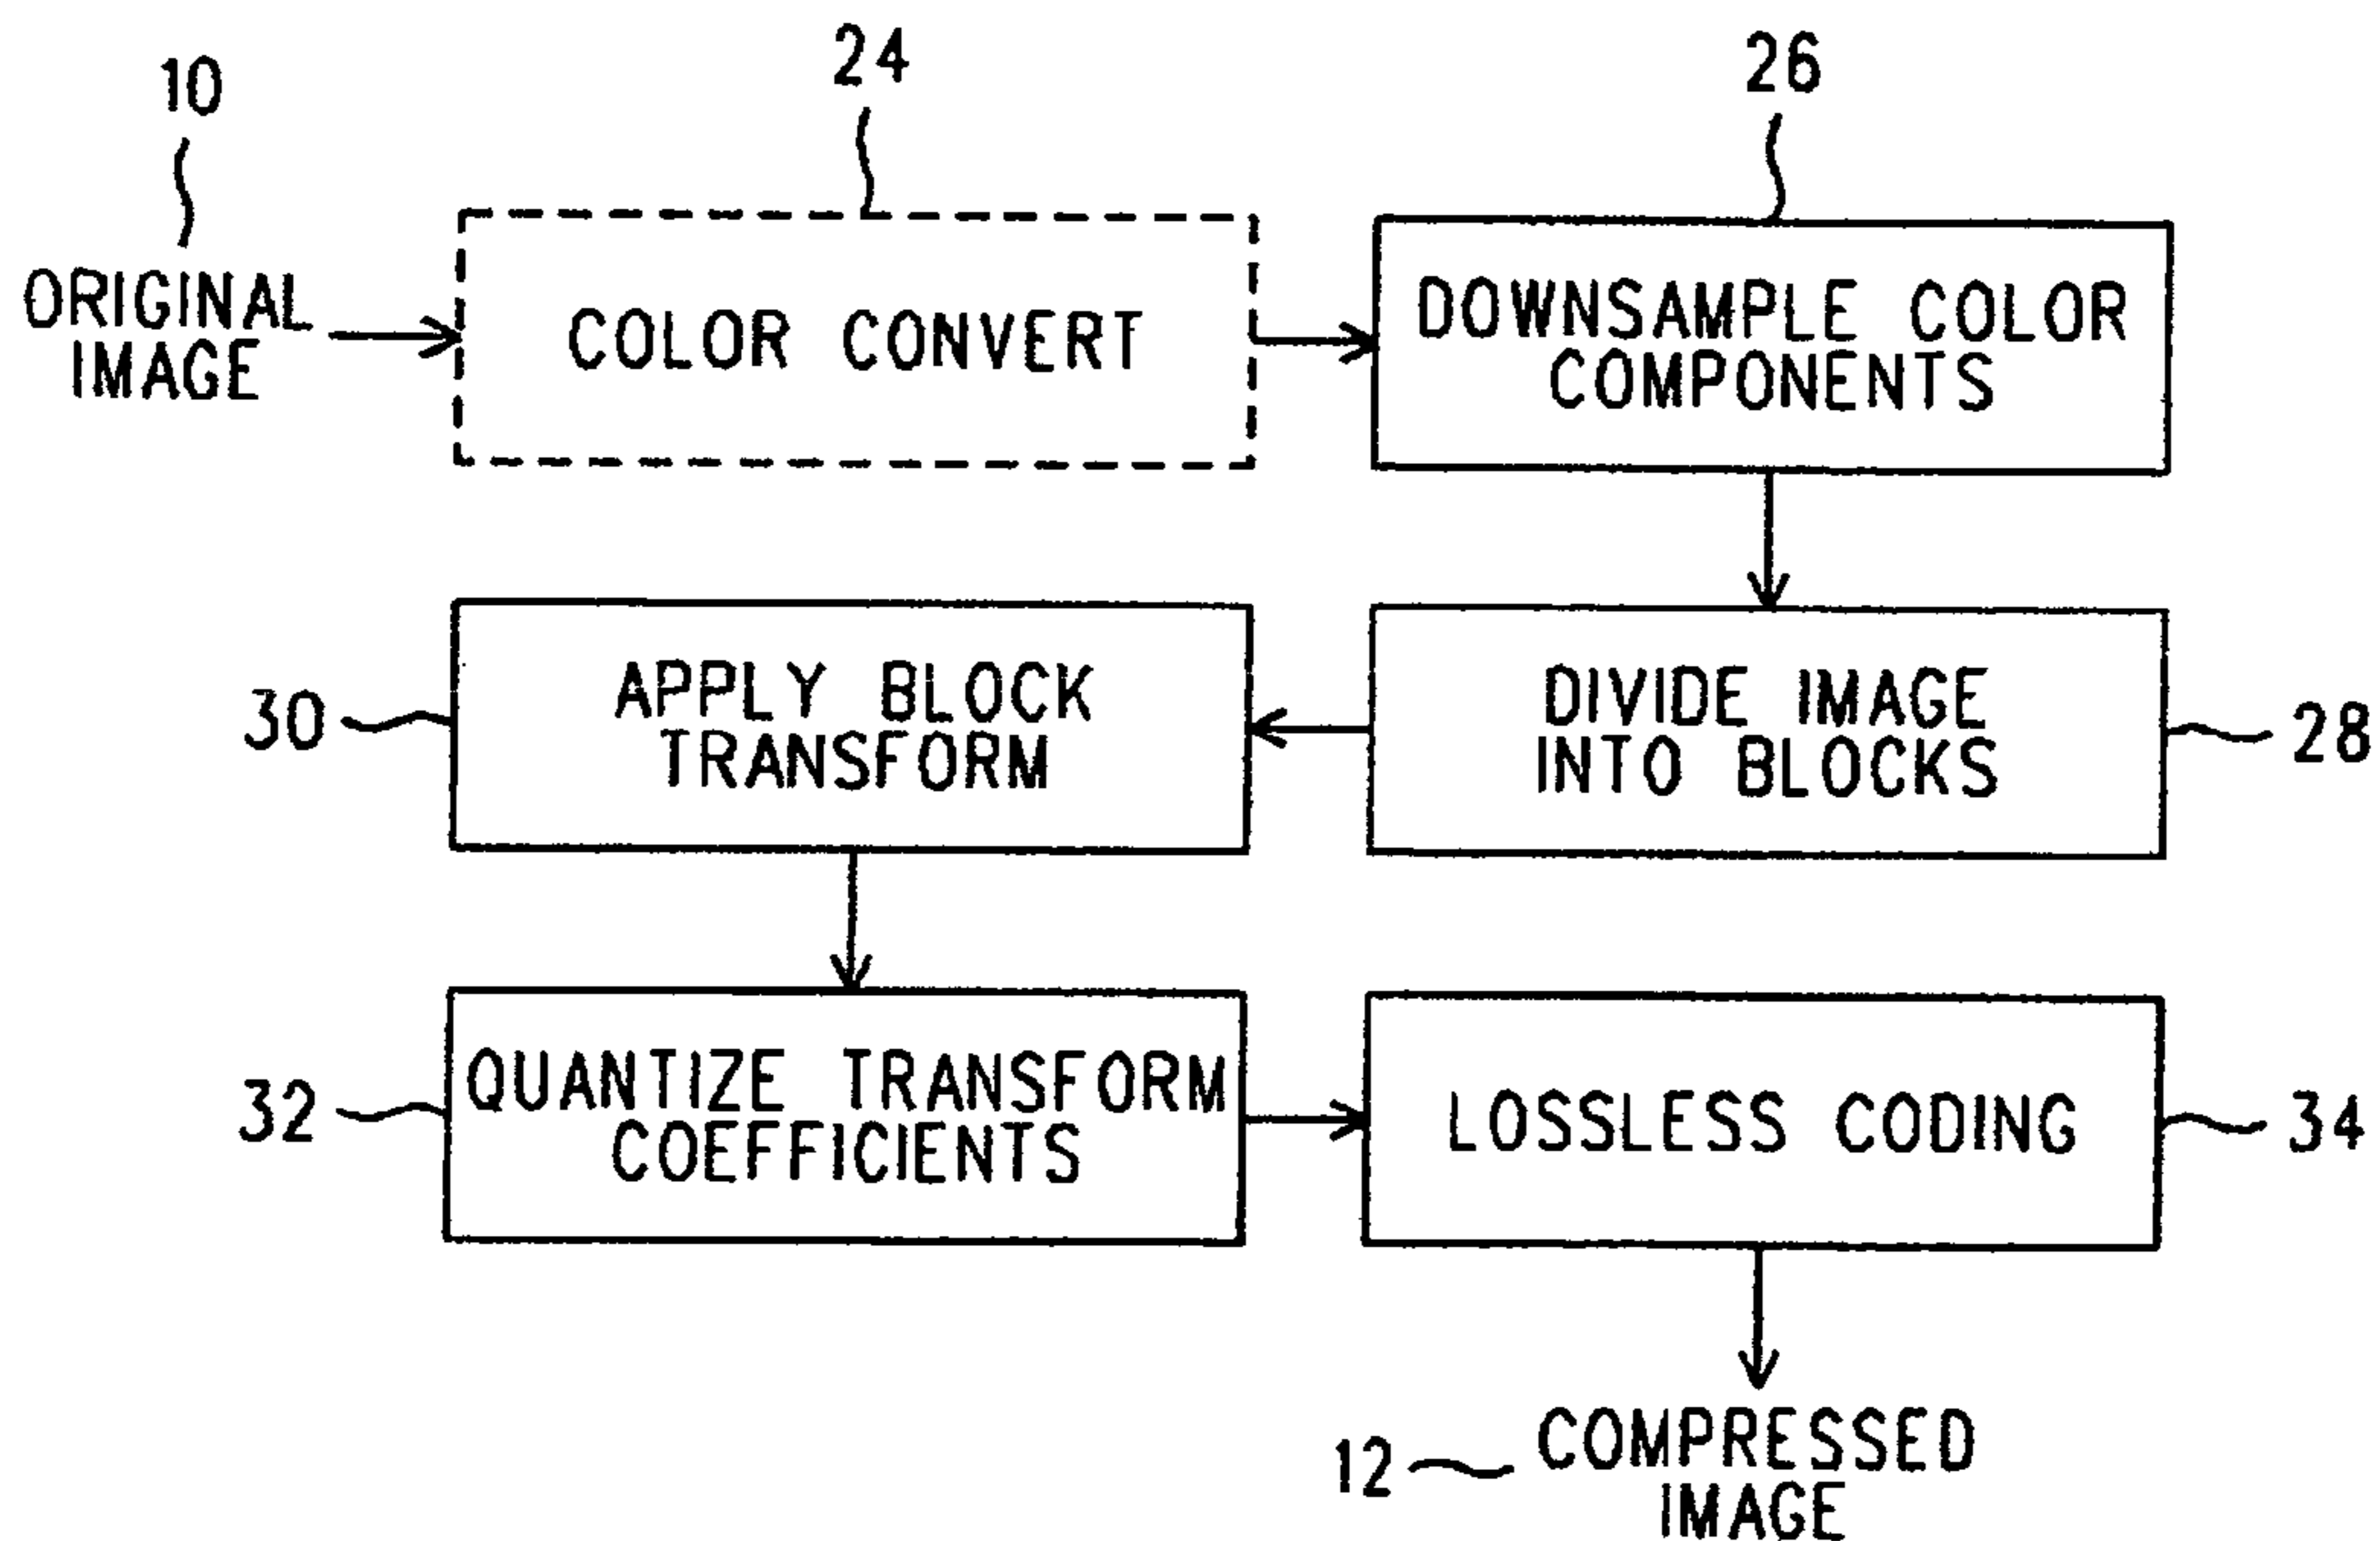 10
24
26
ORIGINAL
IMAGE
COLOR CONVERT
DOWNSAMPLE COLOR
COMPONENTS
30
APPLY BLOCK
TRANSFORM
DIVIDE IMAGE
INTO BLOCKS
28
32
QUANTIZE TRANSFORM
COEFFICIENTS
LOSSLESS CODING
34
12
COMPRESSED
IMAGE